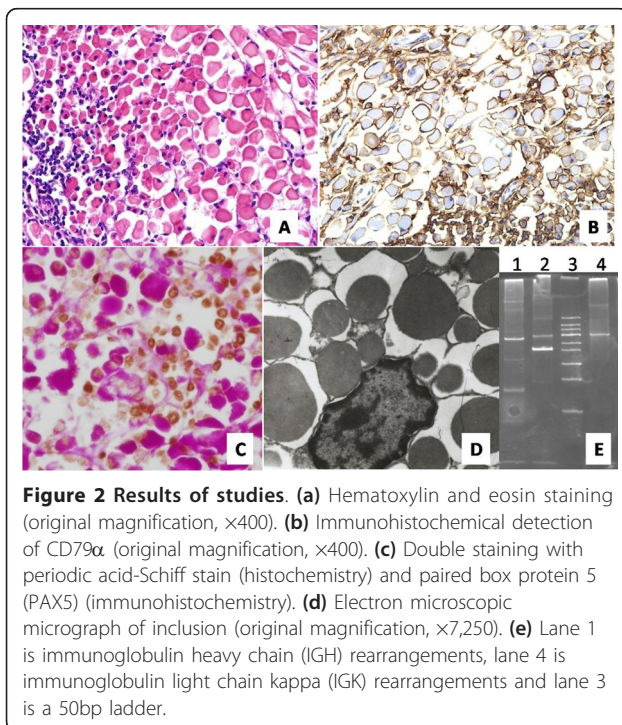 A
B
C
D
1 2 3 4
E
Figure 2 Results of studies. (a) Hematoxylin and eosin staining
(original magnification, ×400). (b) Immunohistochemical detection
of CD79α (original magnification, ×400). (c) Double staining with
periodic acid-Schiff stain (histochemistry) and paired box protein 5
(PAX5) (immunohistochemistry). (d) Electron microscopic
micrograph of inclusion (original magnification, ×7,250). (e) Lane 1
is immunoglobulin heavy chain (IGH) rearrangements, lane 4 is
immunoglobulin light chain kappa (IGK) rearrangements and lane 3
is a 50bp ladder.